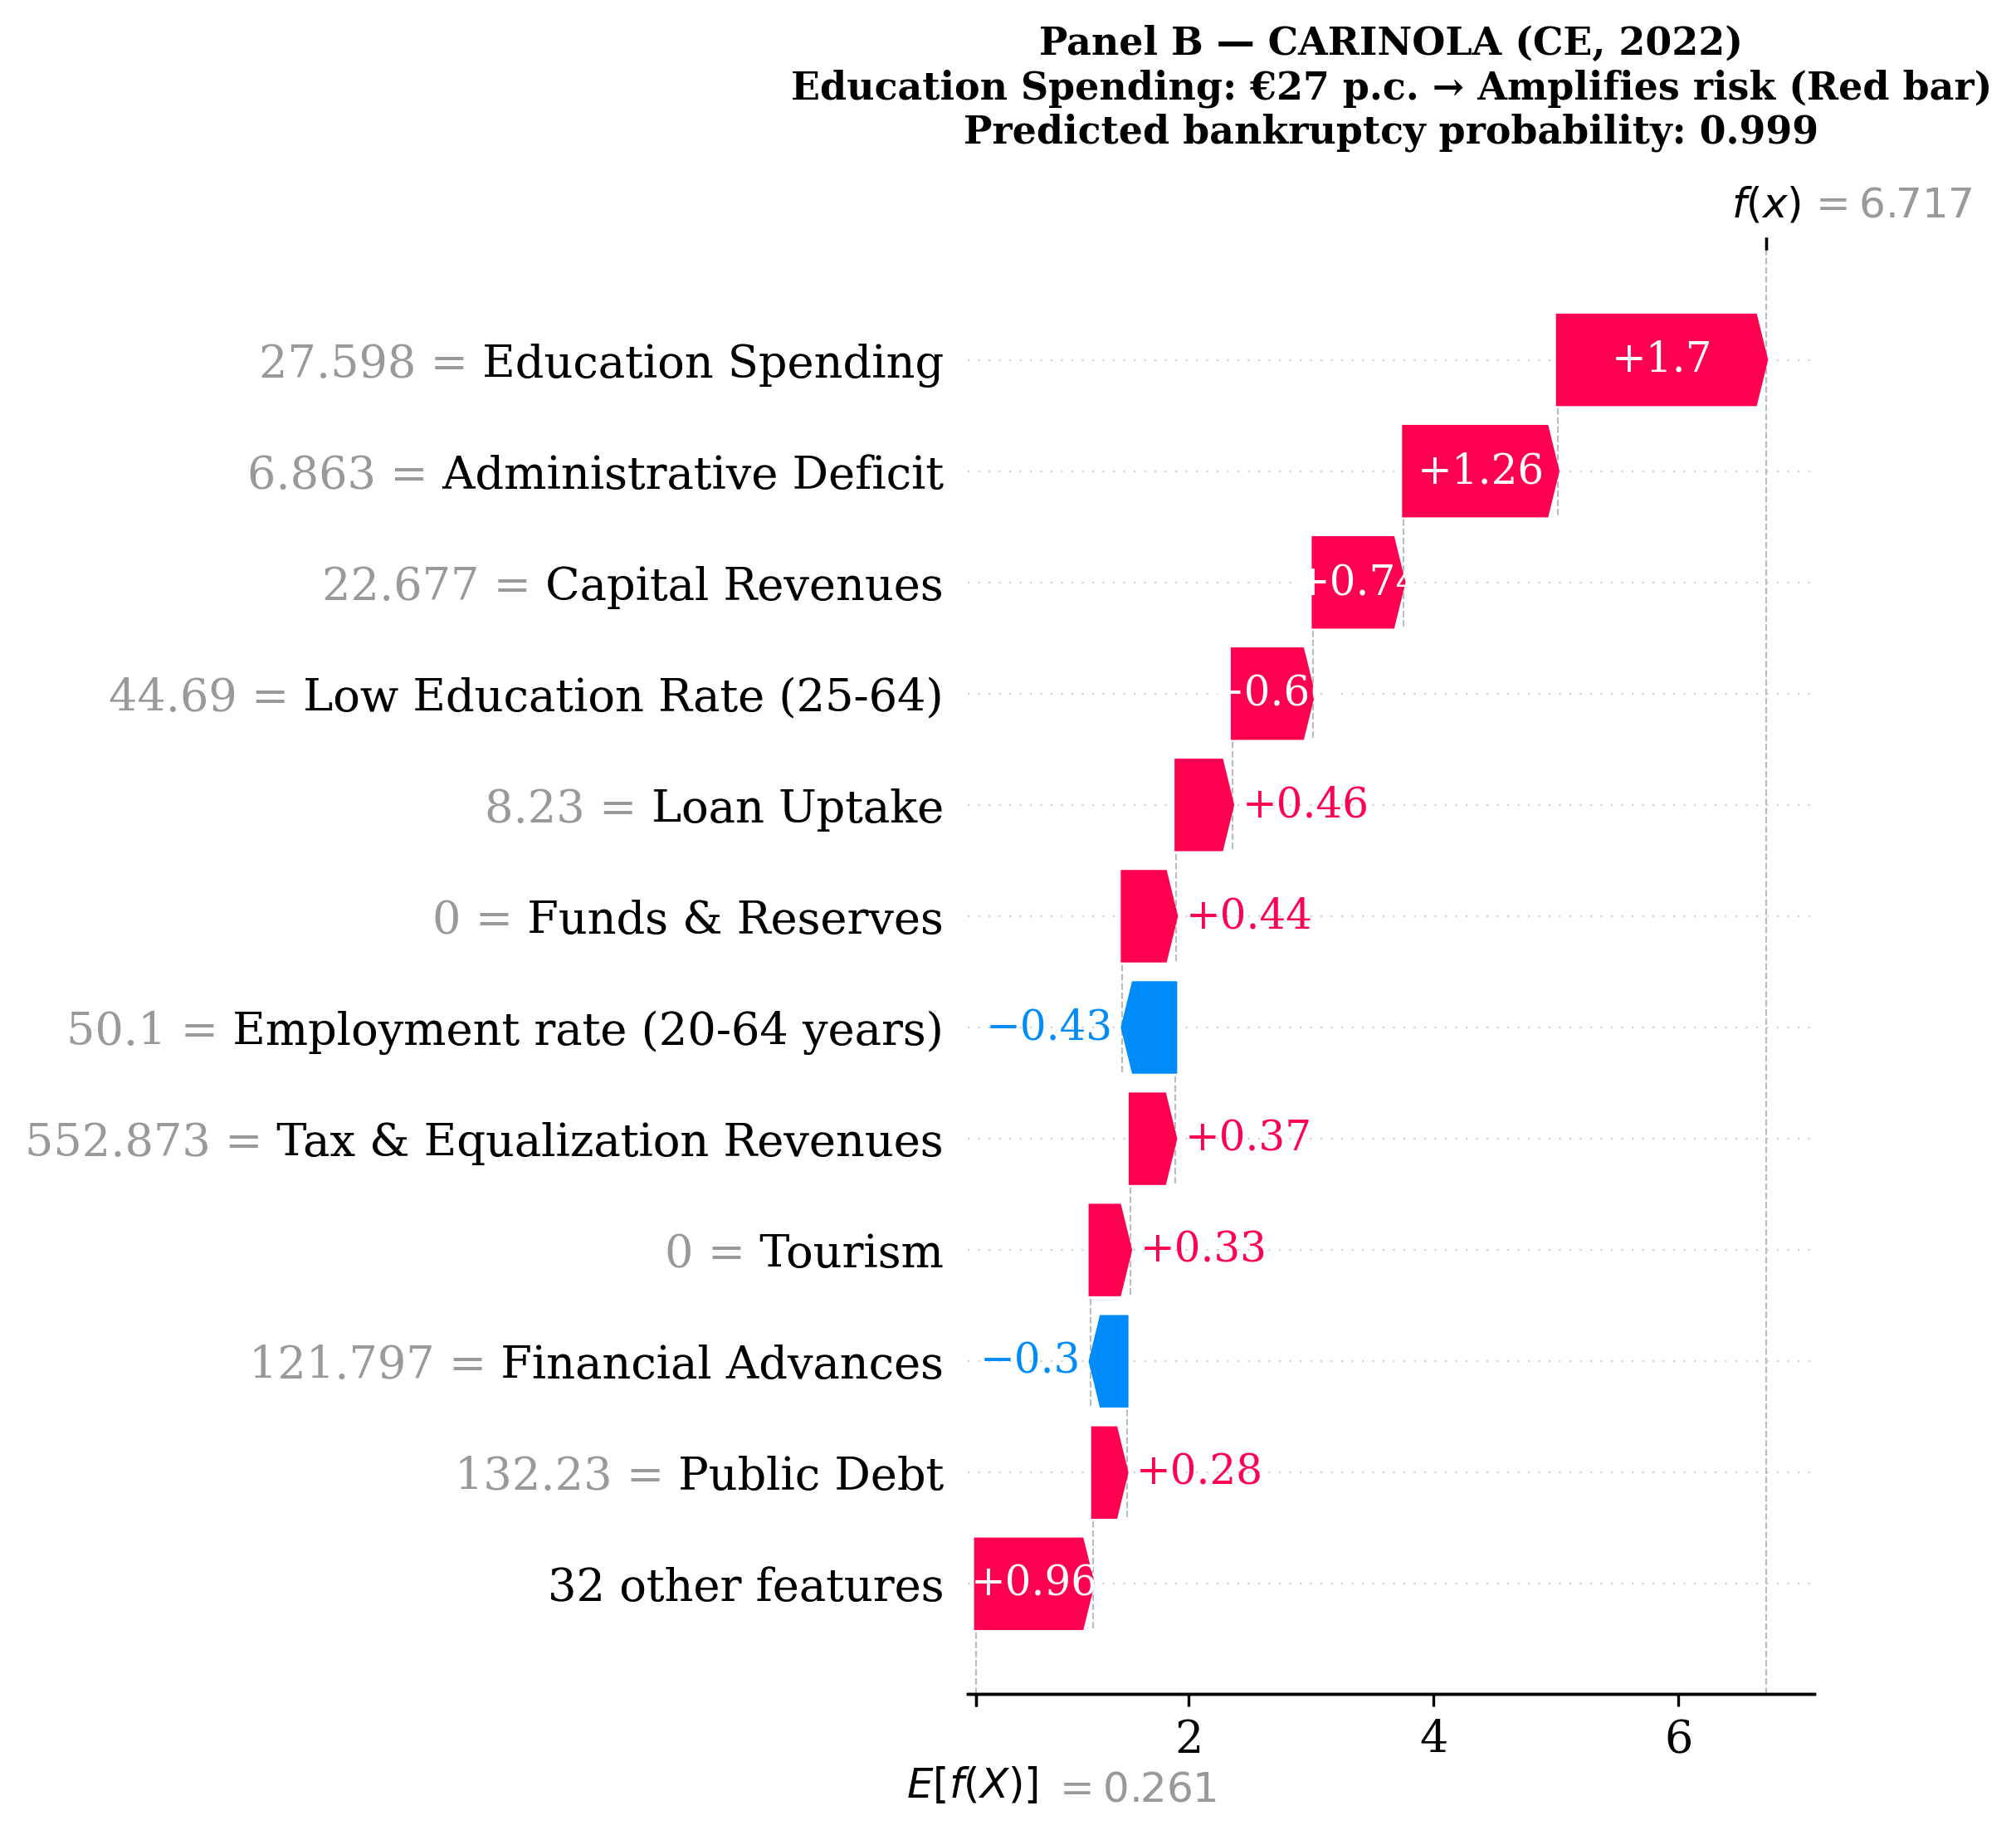 Panel B — CARINOLA (CE, 2022)
Education Spending: €27 p.c. → Amplifies risk (Red bar)
Predicted bankruptcy probability: 0.999
f(x) = 6.717
27.598 = Education Spending +1.7
6.863 = Administrative Deficit +1.26
22.677 = Capital Revenues +0.74
44.69 = Low Education Rate (25-64)
8.23 = Loan Uptake +0.46
0 = Funds & Reserves +0.44
50.1 = Employment rate (20-64 years) −0.43
552.873 = Tax & Equalization Revenues +0.37
0 = Tourism +0.33
121.797 = Financial Advances −0.3
132.23 = Public Debt +0.28
32 other features +0.96
2 4 6
E[f(X)] = 0.261